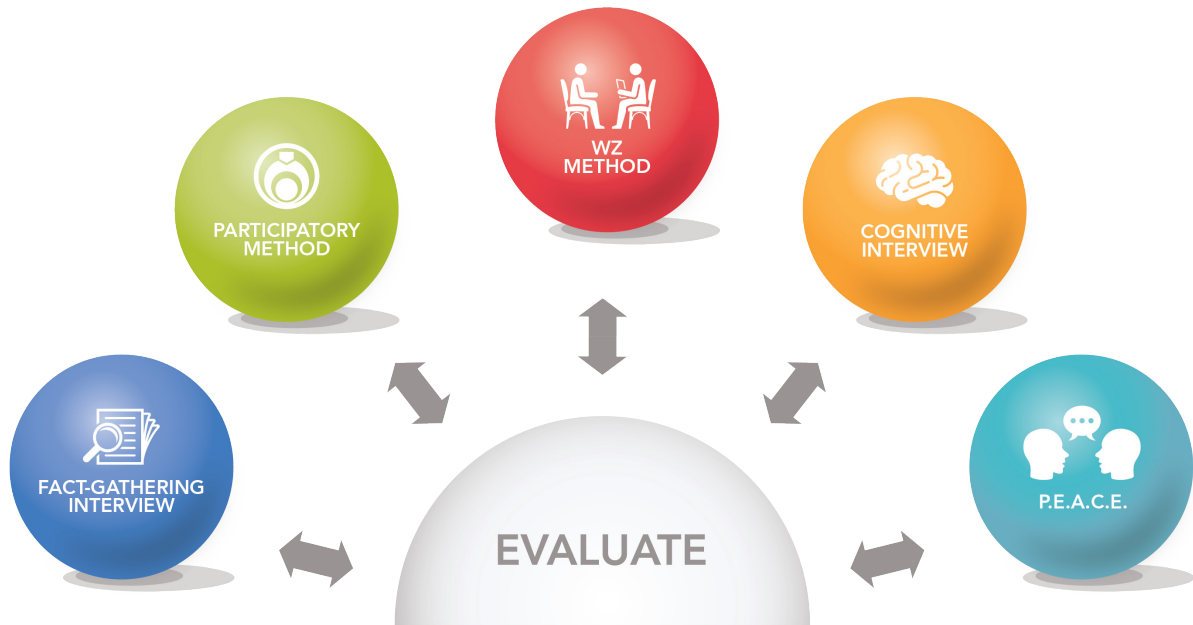 WZ
METHOD
PARTICIPATORY
METHOD
COGNITIVE
INTERVIEW
FACT-GATHERING
INTERVIEW
P.E.A.C.E.
EVALUATE